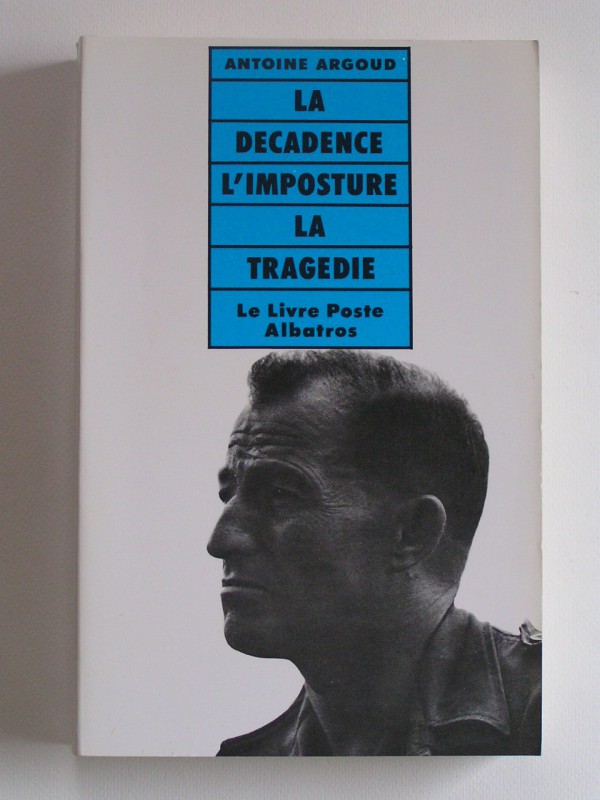 ANTOINE ARGOUD
LA
DECADENCE
L'IMPOSTURE
LA
TRAGEDIE
Le Livre Poste
Albatros